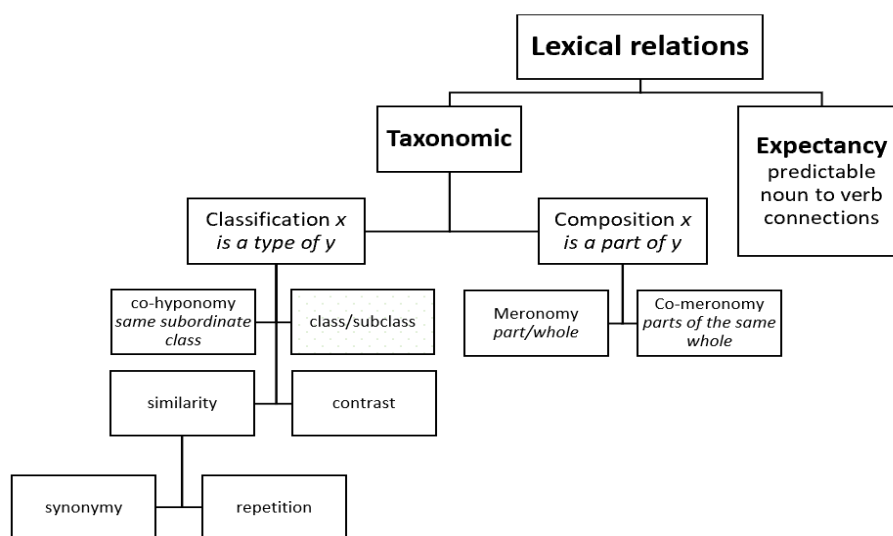 Lexical relations
Taxonomic
Expectancy
predictable
noun to verb
connections
Classification x
is a type of y
Composition x
is a part of y
co-hyponomy
same subordinate
class
class/subclass
Meronomy
part/whole
Co-meronomy
parts of the same
whole
similarity
contrast
synonymy
repetition